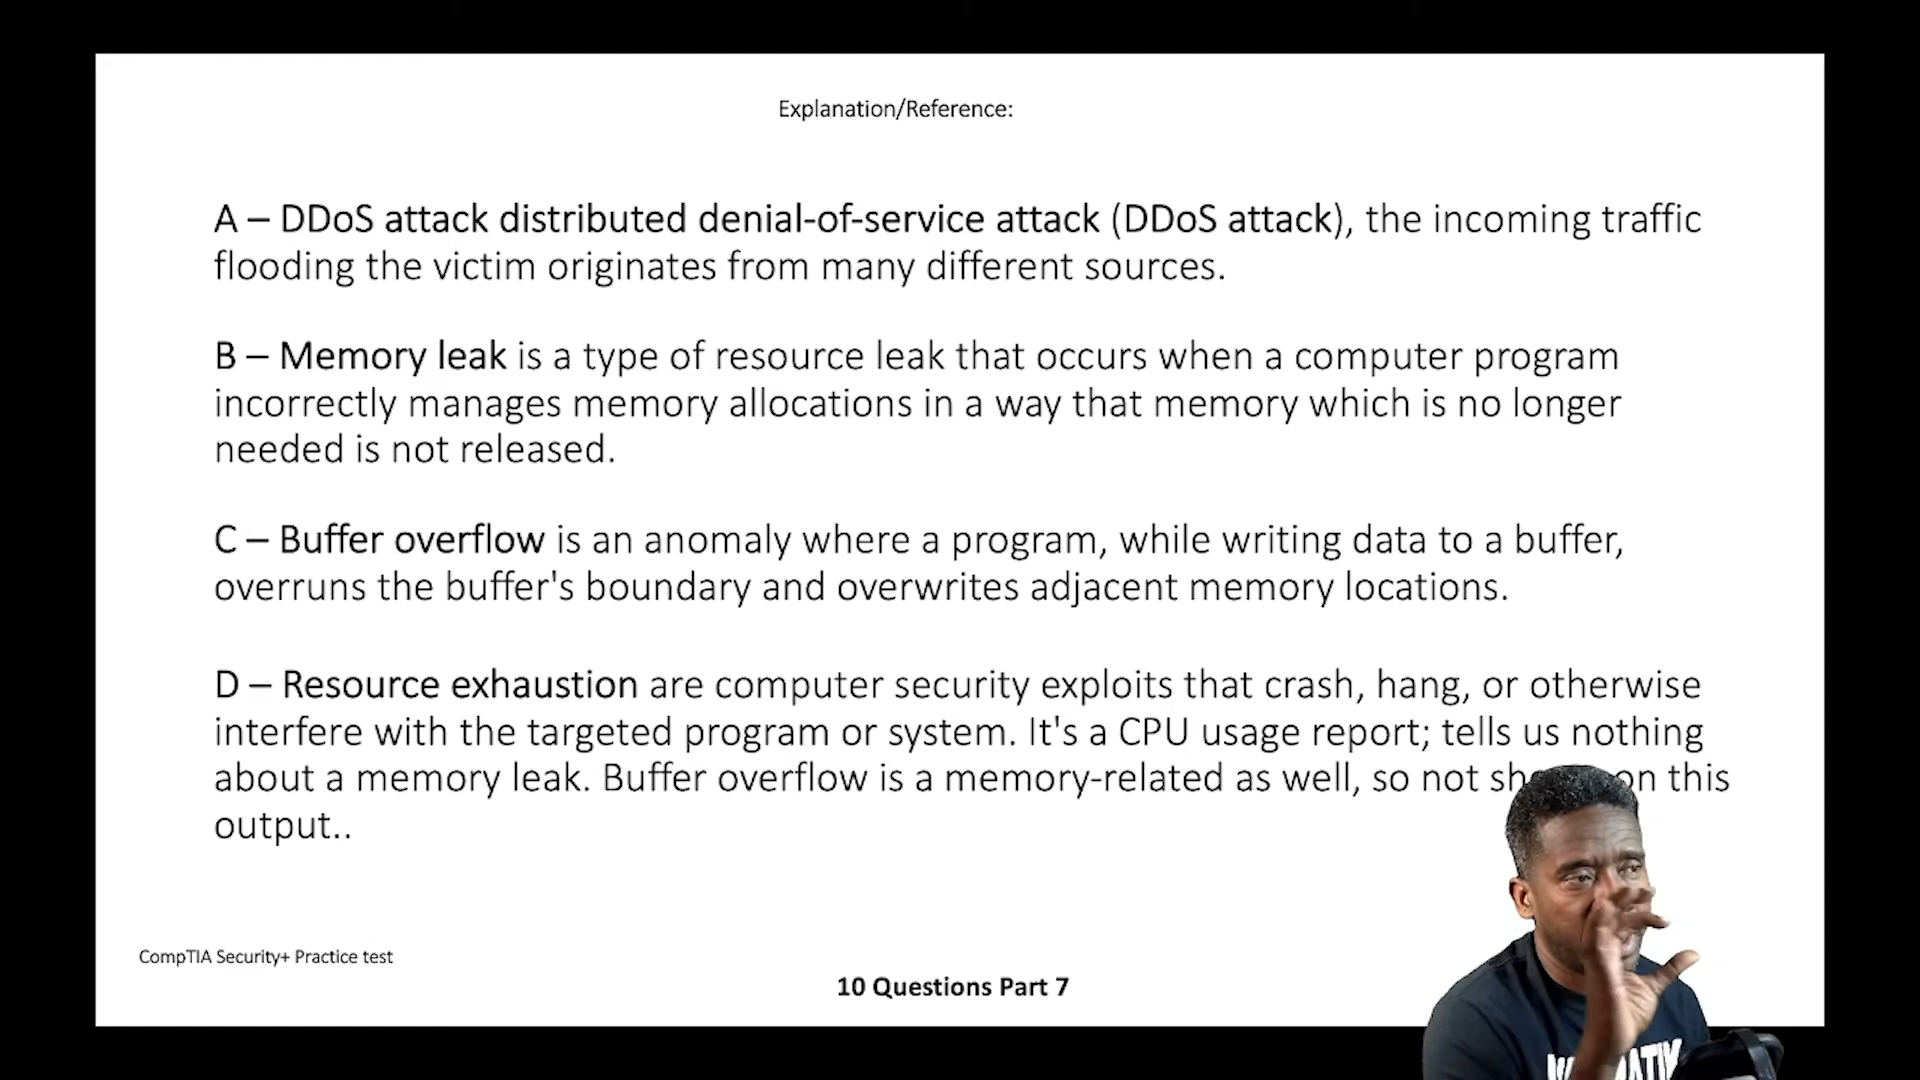 Explanation/Reference:
A – DDoS attack distributed denial-of-service attack (DDoS attack), the incoming traffic
flooding the victim originates from many different sources.
B – Memory leak is a type of resource leak that occurs when a computer program
incorrectly manages memory allocations in a way that memory which is no longer
needed is not released.
C – Buffer overflow is an anomaly where a program, while writing data to a buffer,
overruns the buffer's boundary and overwrites adjacent memory locations.
D – Resource exhaustion are computer security exploits that crash, hang, or otherwise
interfere with the targeted program or system. It's a CPU usage report; tells us nothing
about a memory leak. Buffer overflow is a memory-related as well, so not on this
output..
CompTIA Security+ Practice test
10 Questions Part 7